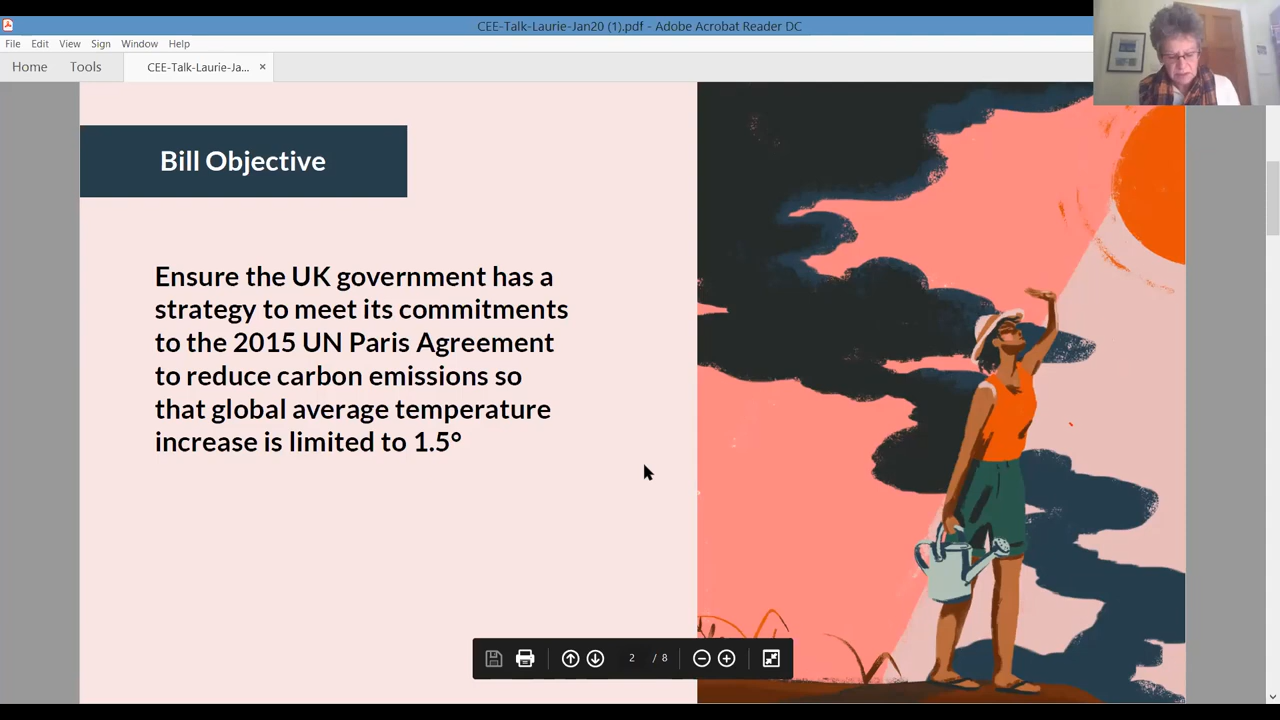 CEE-Talk-Laurie-Jan20 (1).pdf - Adobe Acrobat Reader DC
File Edit View Sign Window Help
Home Tools CEE-Talk-Laurie-Ja... ×
Bill Objective
Ensure the UK government has a
strategy to meet its commitments
to the 2015 UN Paris Agreement
to reduce carbon emissions so
that global average temperature
increase is limited to 1.5°
2 / 8